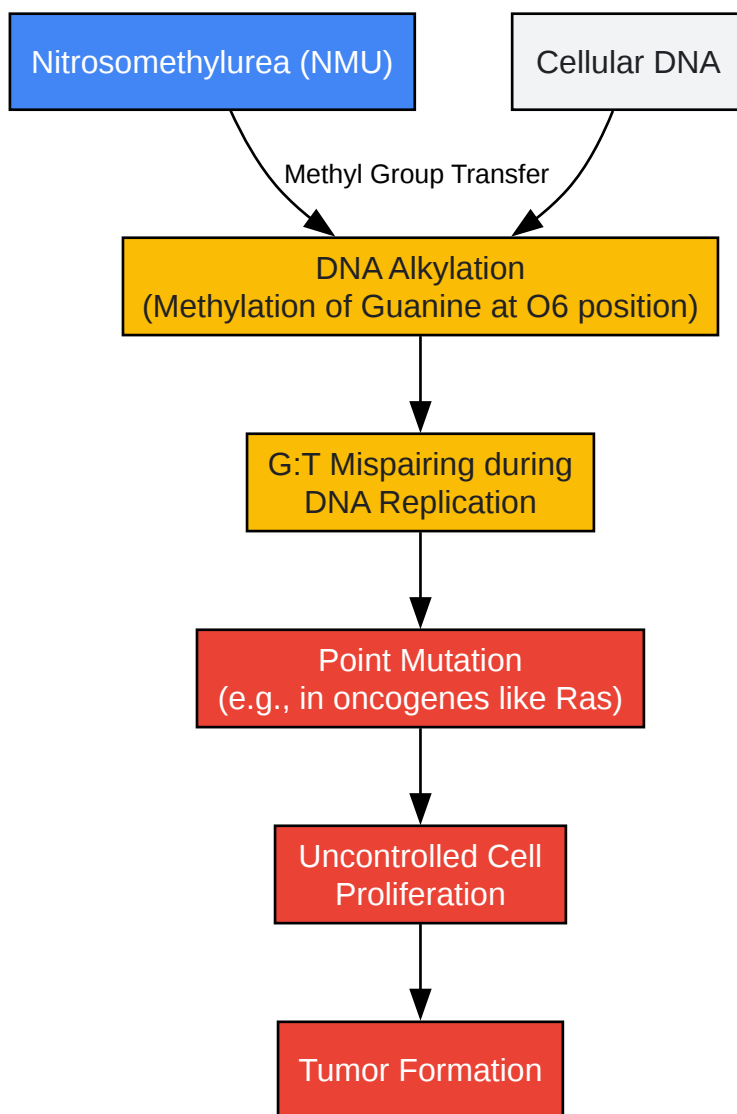 Nitrosomethylurea (NMU)
Cellular DNA
Methyl Group Transfer
DNA Alkylation
(Methylation of Guanine at O6 position)
G:T Mispairing during
DNA Replication
Point Mutation
(e.g., in oncogenes like Ras)
Uncontrolled Cell
Proliferation
Tumor Formation